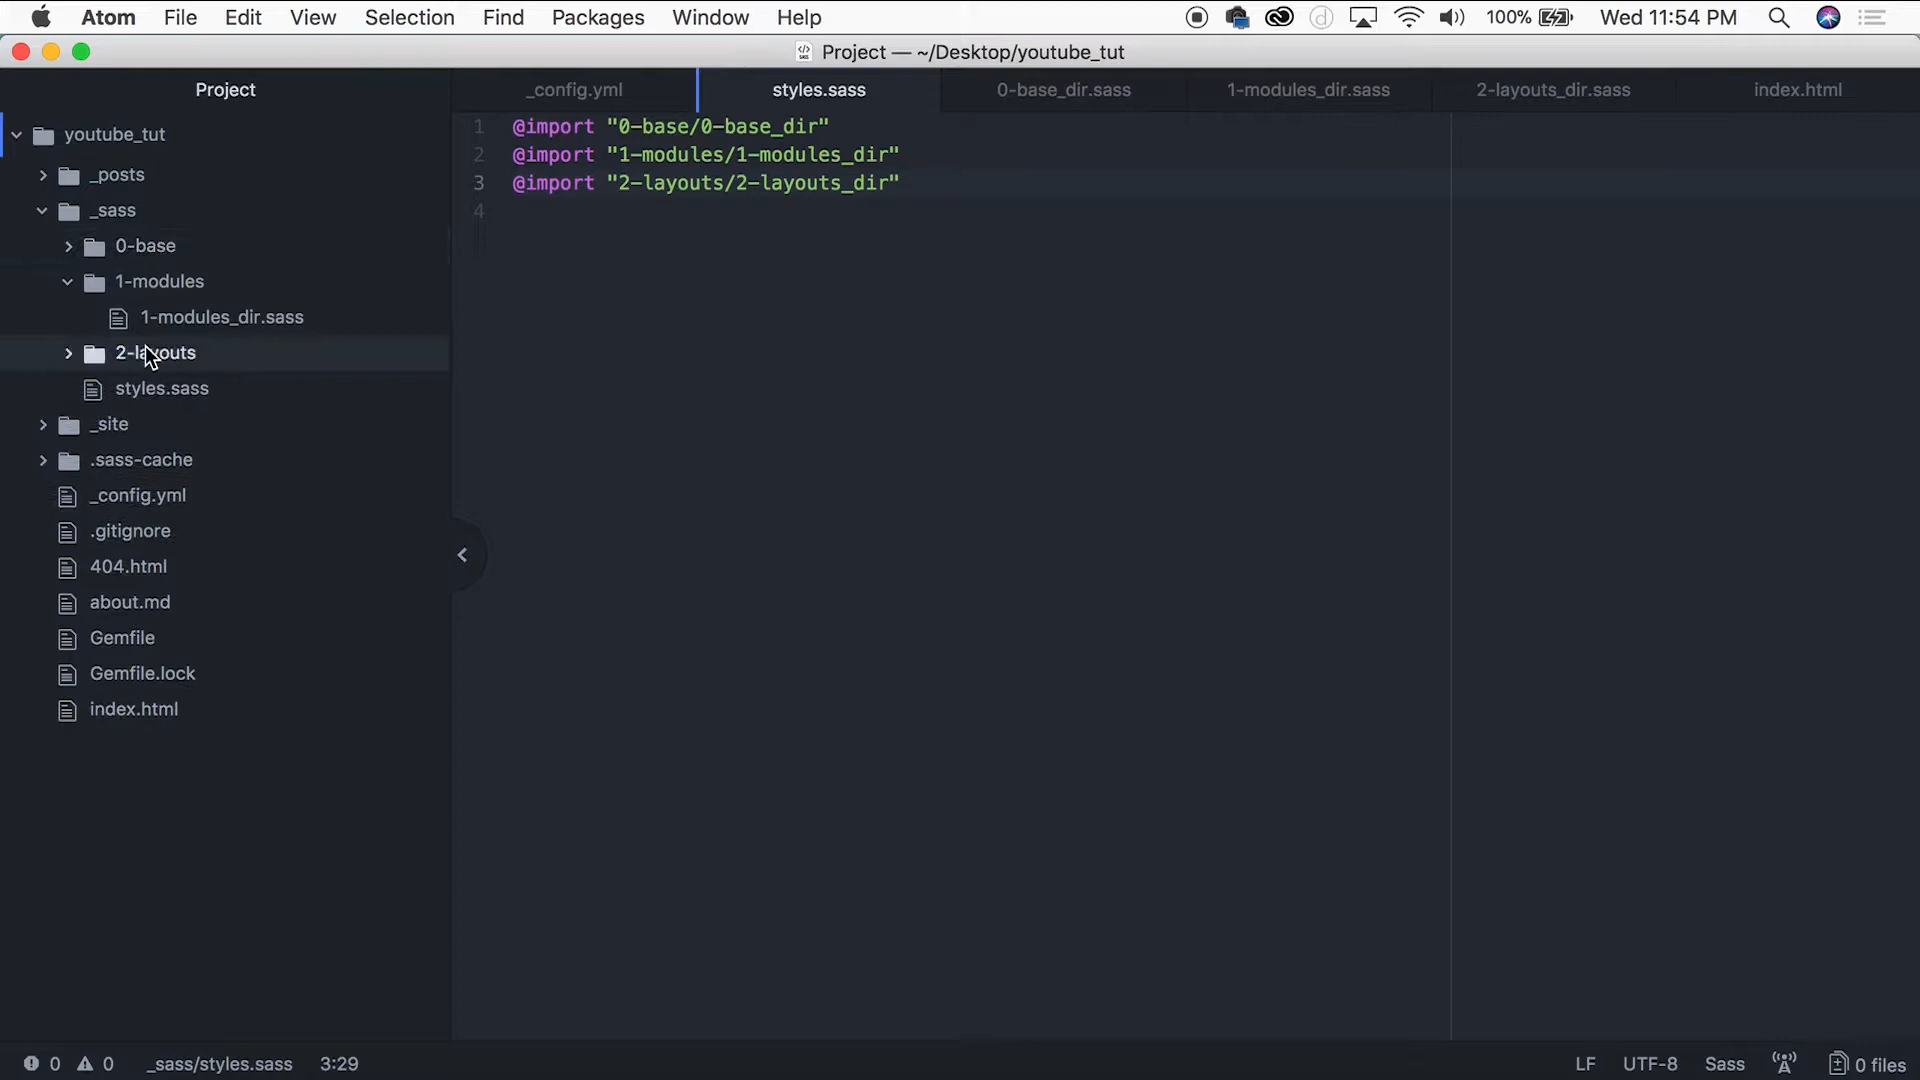 Atom File Edit View Selection Find Packages Window Help 100% Wed 11:54 PM
Project — ~/Desktop/youtube_tut
Project
_config.yml styles.sass 0-base_dir.sass 1-modules_dir.sass 2-layouts_dir.sass index.html
youtube_tut
_posts
_sass
0-base
1-modules
1-modules_dir.sass
2-layouts
styles.sass
_site
.sass-cache
_config.yml
.gitignore
404.html
about.md
Gemfile
Gemfile.lock
index.html
1 @import "0-base/0-base_dir"
2 @import "1-modules/1-modules_dir"
3 @import "2-layouts/2-layouts_dir"
4
0 0 _sass/styles.sass 3:29 LF UTF-8 Sass 0 files